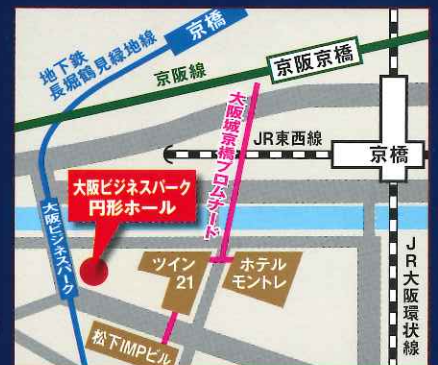 京橋
地下鉄
長堀鶴見緑地線
京阪線
京阪京橋
大阪城京橋プロムナード
JR東西線
京橋
大阪ビジネスパーク
円形ホール
大阪ビジネスパーク
ツイン
21
ホテル
モントレ
JR大阪環状線
松下IMPビル